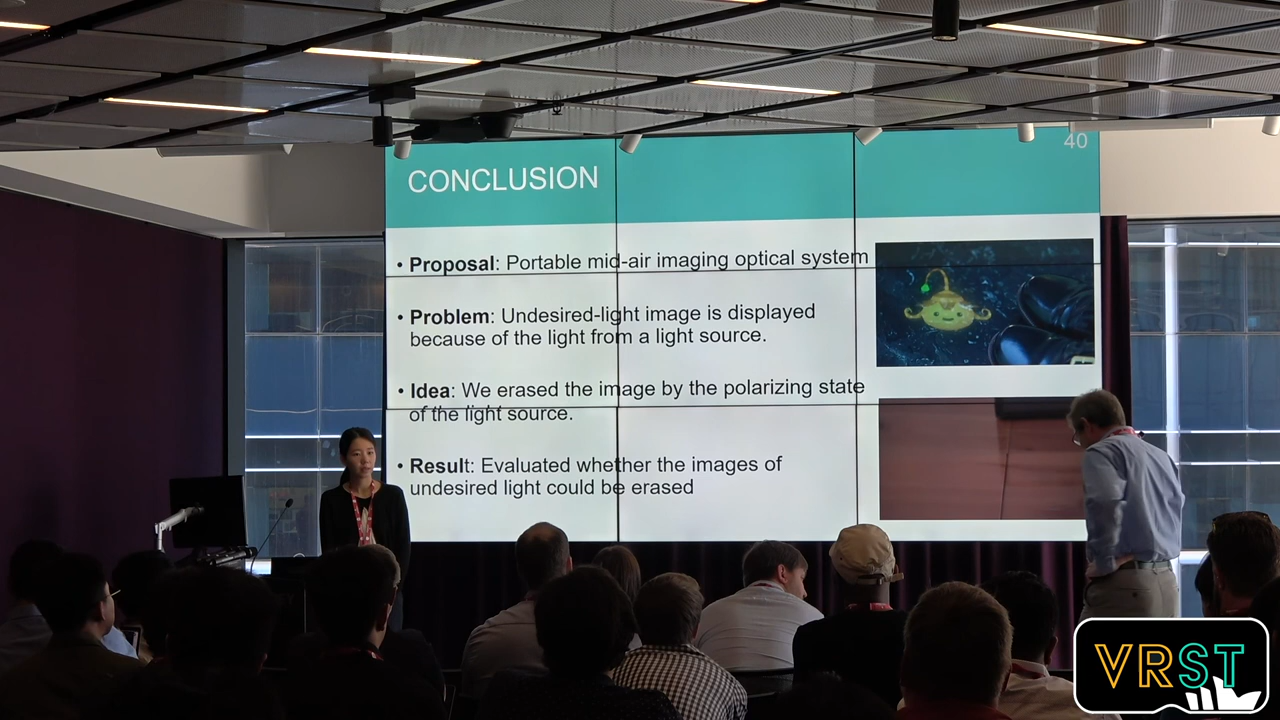 40
CONCLUSION
• Proposal: Portable mid-air imaging optical system
• Problem: Undesired-light image is displayed
because of the light from a light source.
• Idea: We erased the image by the polarizing state
of the light source.
• Result: Evaluated whether the images of
undesired light could be erased
VRST